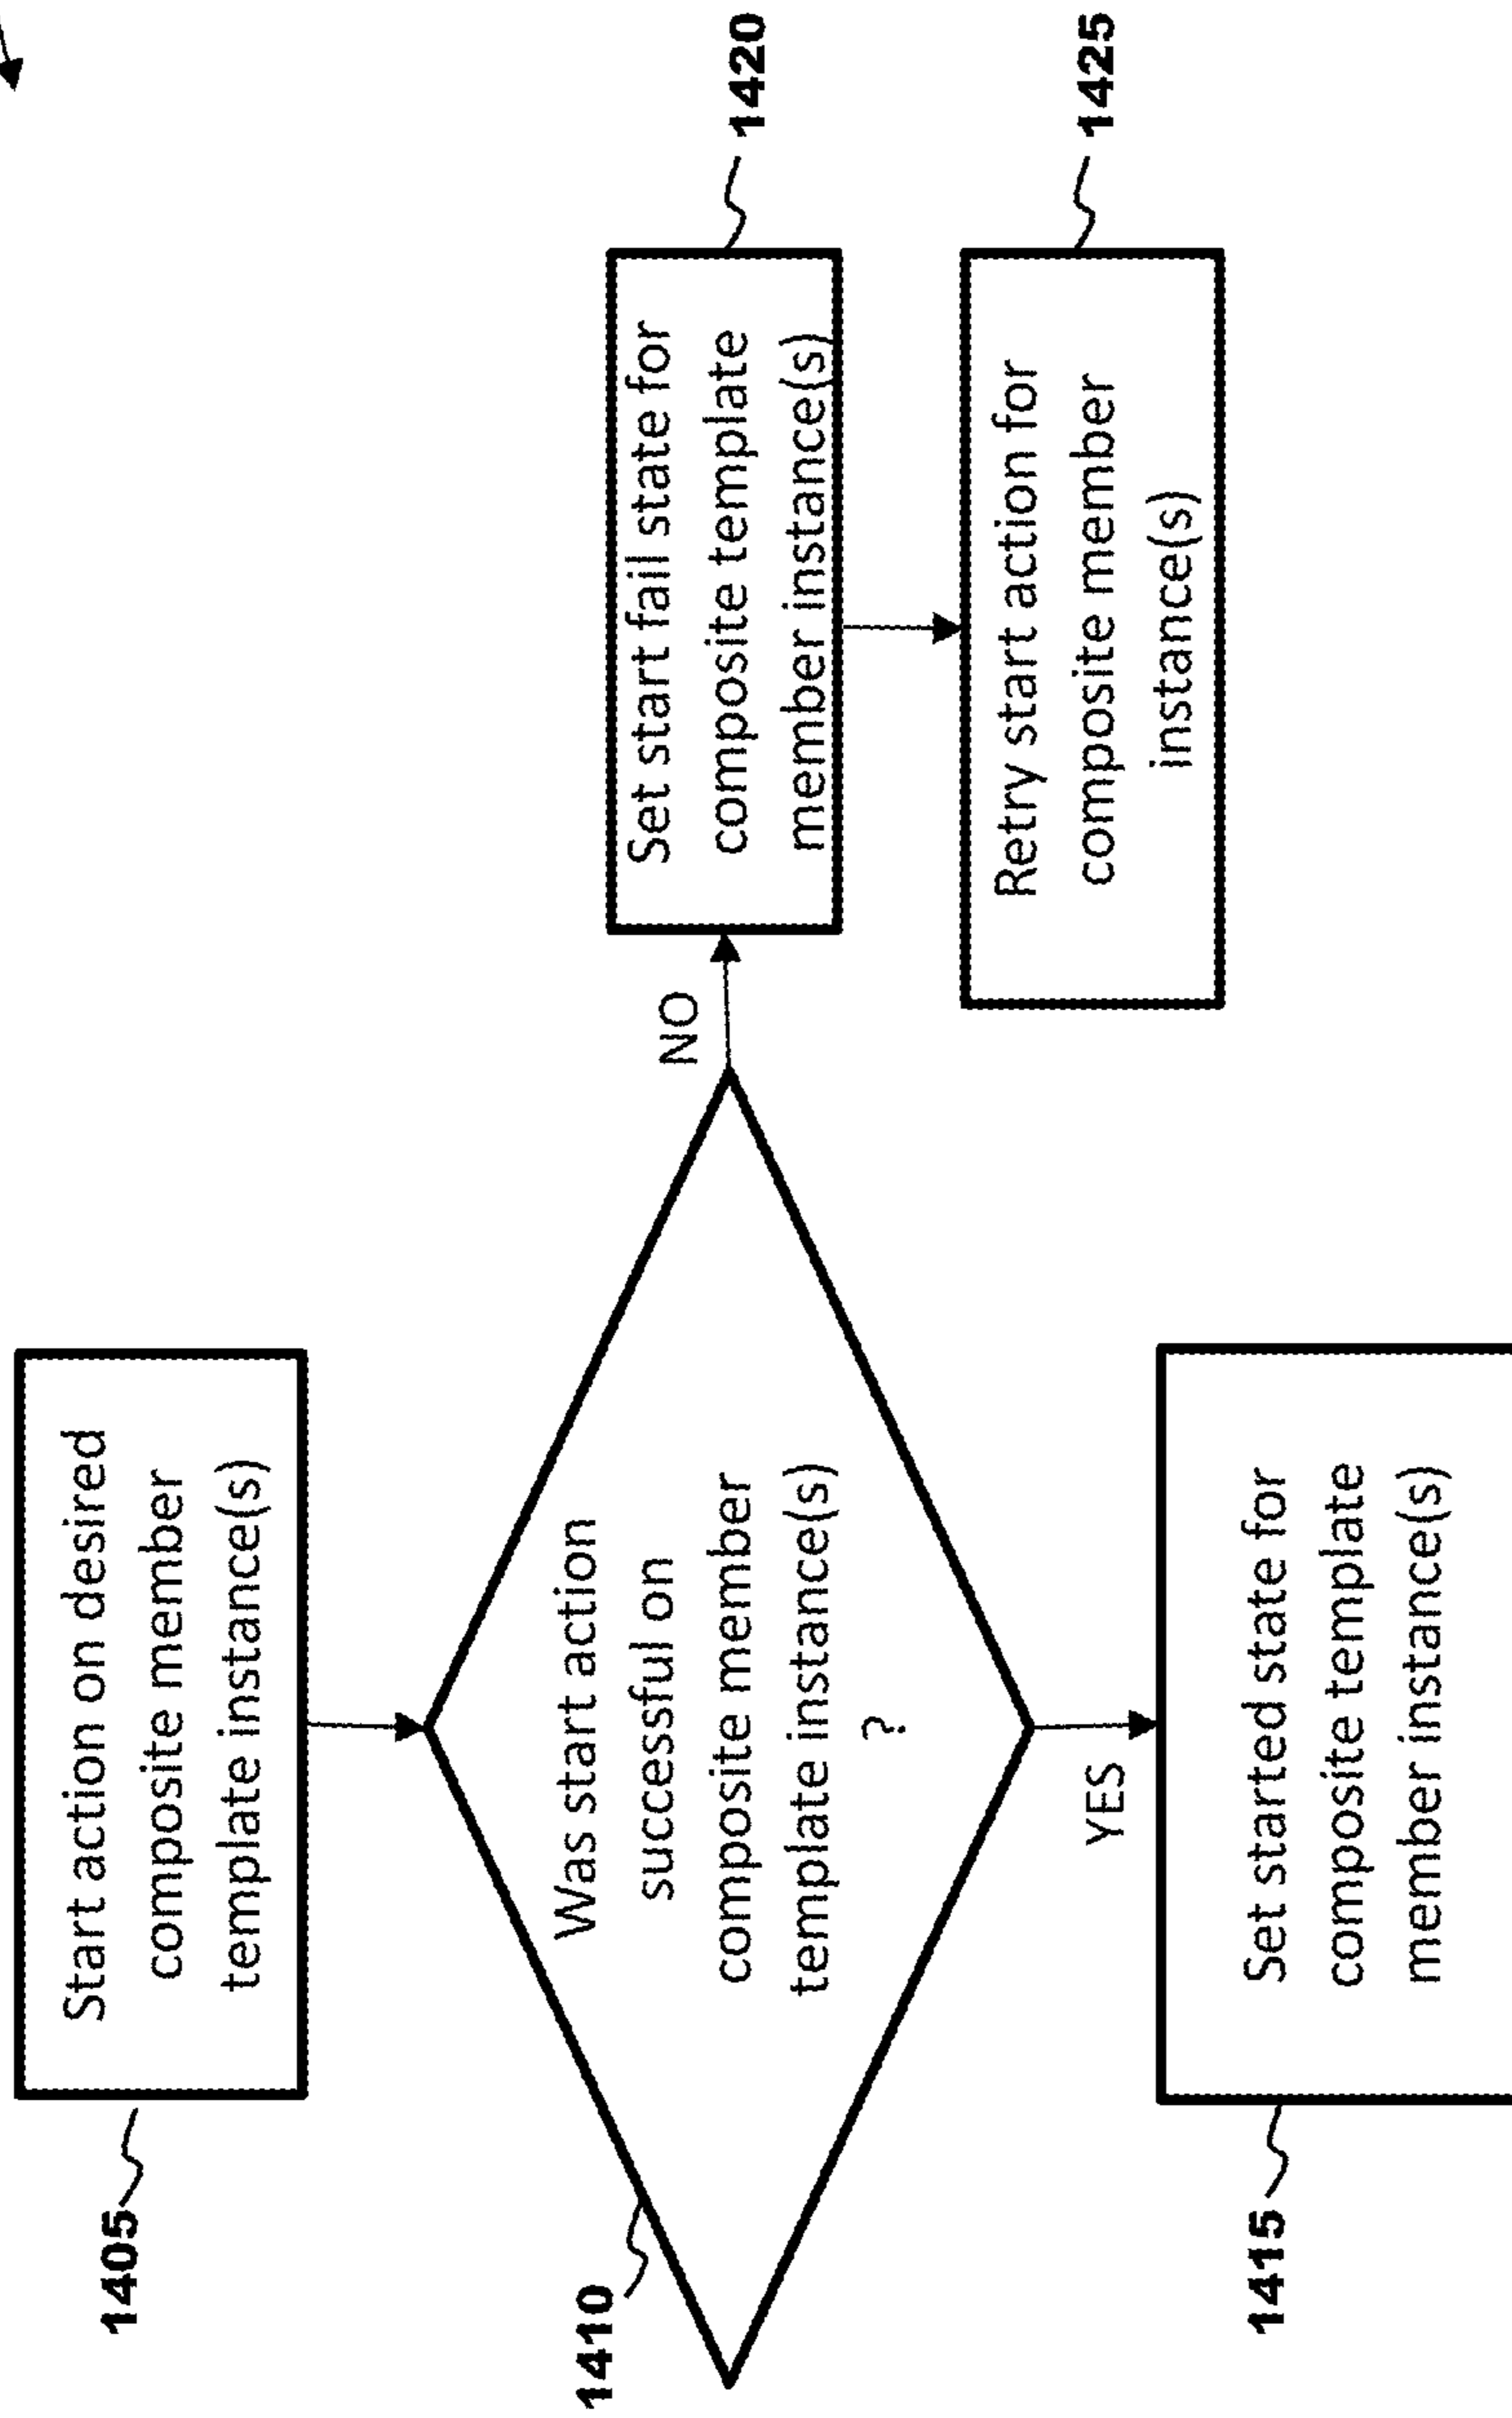 1405
Start action on desired
composite member
template instance(s)
1410
Was start action
successful on
composite member
template instance(s)
?
NO
Set start fail state for
composite template
member instance(s)
1420
Retry start action for
composite member
instance(s)
1425
YES
1415
Set started state for
composite template
member instance(s)